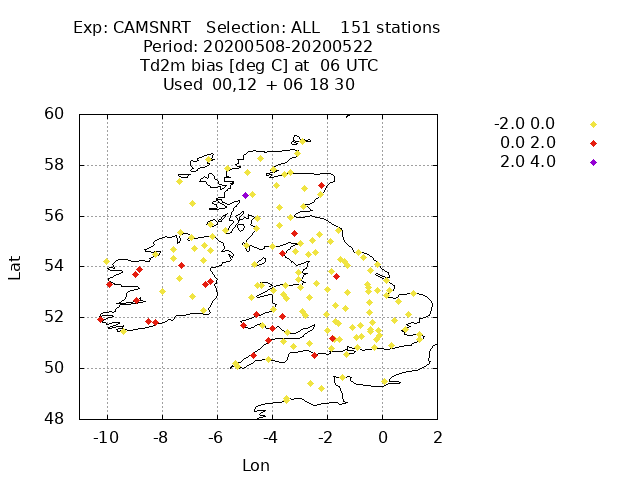 Exp: CAMSNRT Selection: ALL 151 stations
Period: 20200508-20200522
Td2m bias [deg C] at 06 UTC
Used 00,12 + 06 18 30
-2.0 0.0
0.0 2.0
2.0 4.0
60
58
56
54
52
50
48
Lat
-10 -8 -6 -4 -2 0 2
Lon